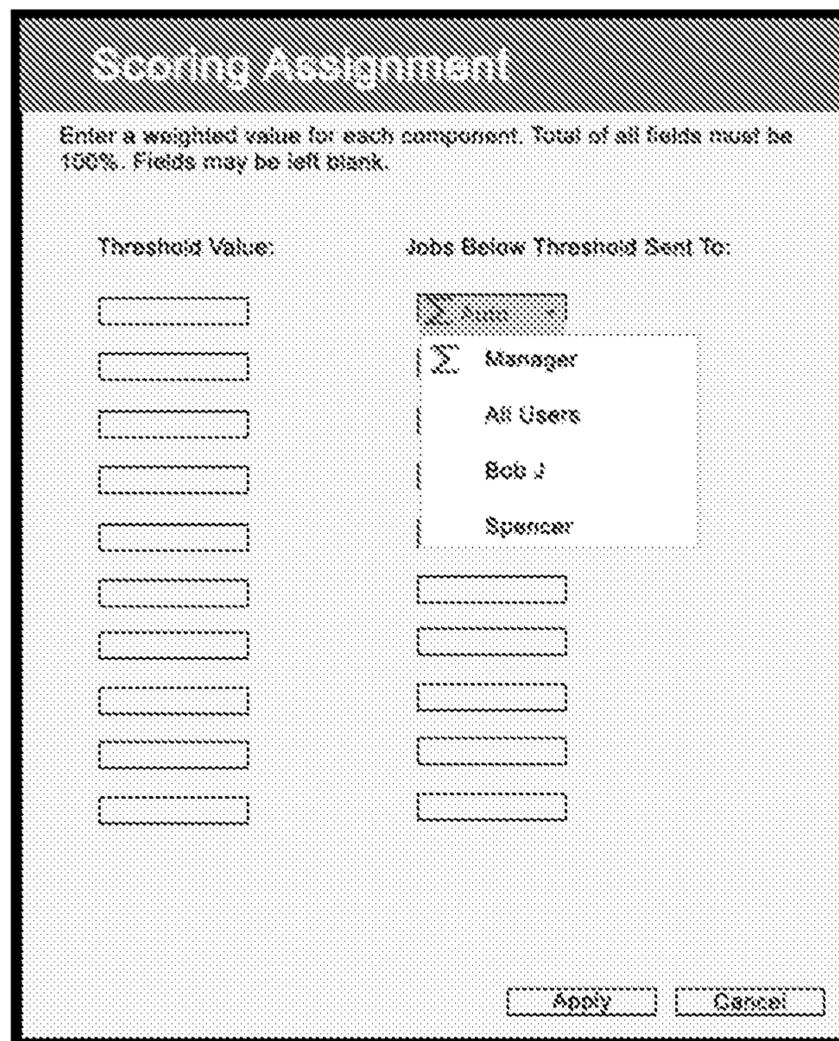 Scoring Assignment
Enter a weighted value for each component. Total of all fields must be
100%. Fields may be left blank.
Threshold Value:
Jobs Below Threshold Sent To:
∑ Auto
∑ Manager
All Users
Bob J
Spencer
Apply
Cancel